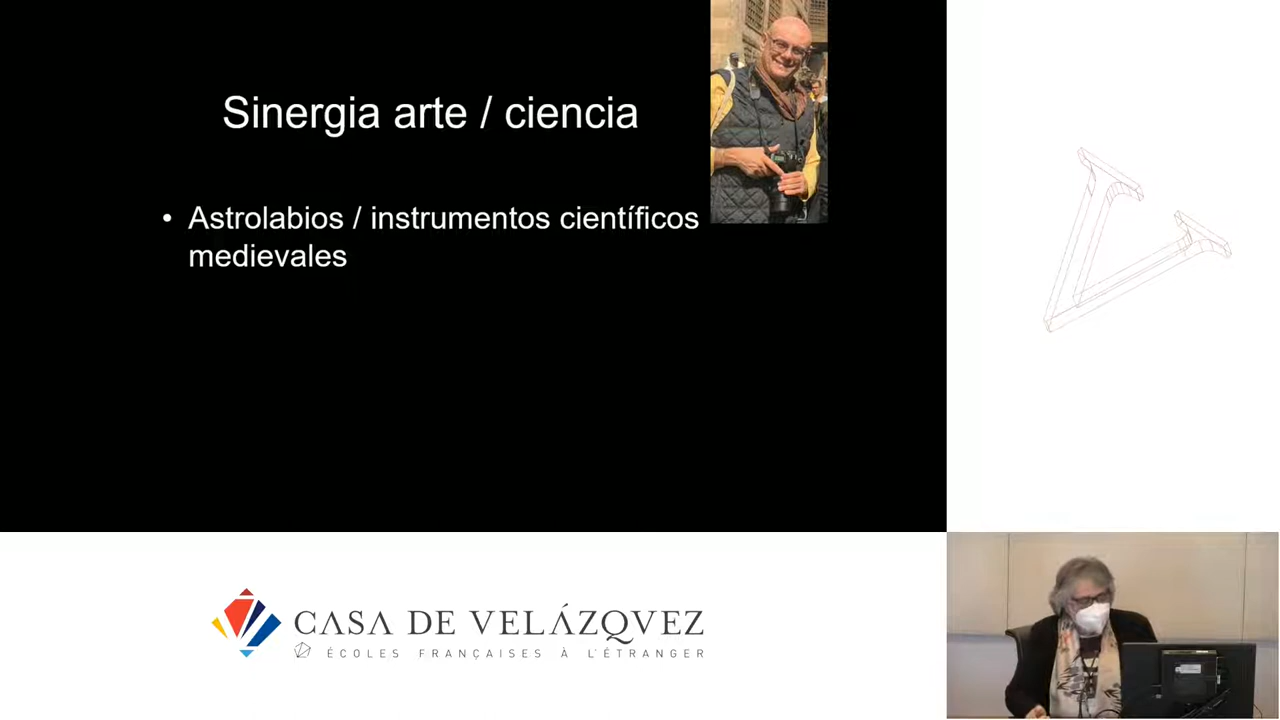 Sinergia arte / ciencia
• Astrolabios / instrumentos científicos
medievales
CASA DE VELÁZQVEZ
ÉCOLES FRANÇAISES À L'ÉTRANGER